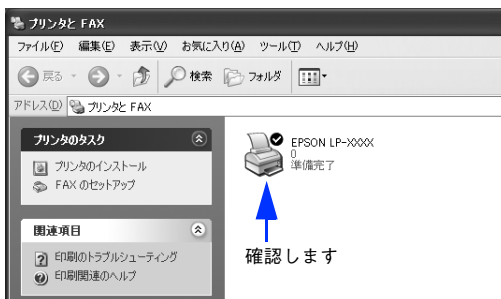 プリンタと FAX
ファイル(F) 編集(E) 表示(V) お気に入り(A) ツール(T) ヘルプ(H)
戻る 検索 フォルダ
アドレス(D) プリンタと FAX
プリンタのタスク
プリンタのインストール
FAX のセットアップ
関連項目
印刷のトラブルシューティング
印刷関連のヘルプ
EPSON LP-XXXX
0
準備完了
確認します